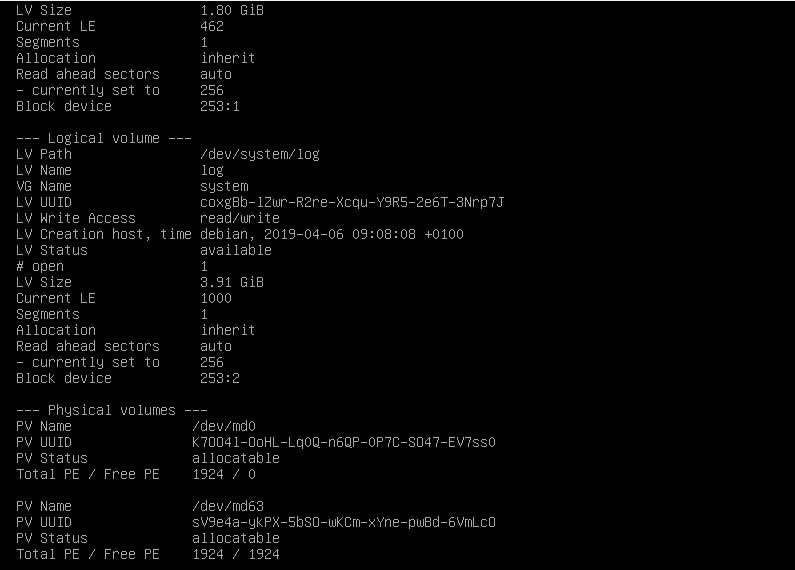 LV Size                1.80 GiB
Current LE             462
Segments               1
Allocation             inherit
Read ahead sectors     auto
- currently set to     256
Block device           253:1

--- Logical volume ---
LV Path                /dev/system/log
LV Name                log
VG Name                system
LV UUID                coxgBb-lZwr-R2re-Xcqu-Y9R5-2e6T-3Nrp7J
LV Write Access        read/write
LV Creation host, time debian, 2019-04-06 09:08:08 +0100
LV Status              available
# open                 1
LV Size                3.91 GiB
Current LE             1000
Segments               1
Allocation             inherit
Read ahead sectors     auto
- currently set to     256
Block device           253:2

--- Physical volumes ---
PV Name               /dev/md0
PV UUID               K7OO4l-OoHL-Lq0Q-n6QP-0P7C-SO47-EV7ss0
PV Status             allocatable
Total PE / Free PE    1924 / 0

PV Name               /dev/md63
PV UUID               sV9e4a-ykPX-5bSO-wKCm-xYne-pwBd-6VmLcO
PV Status             allocatable
Total PE / Free PE    1924 / 1924